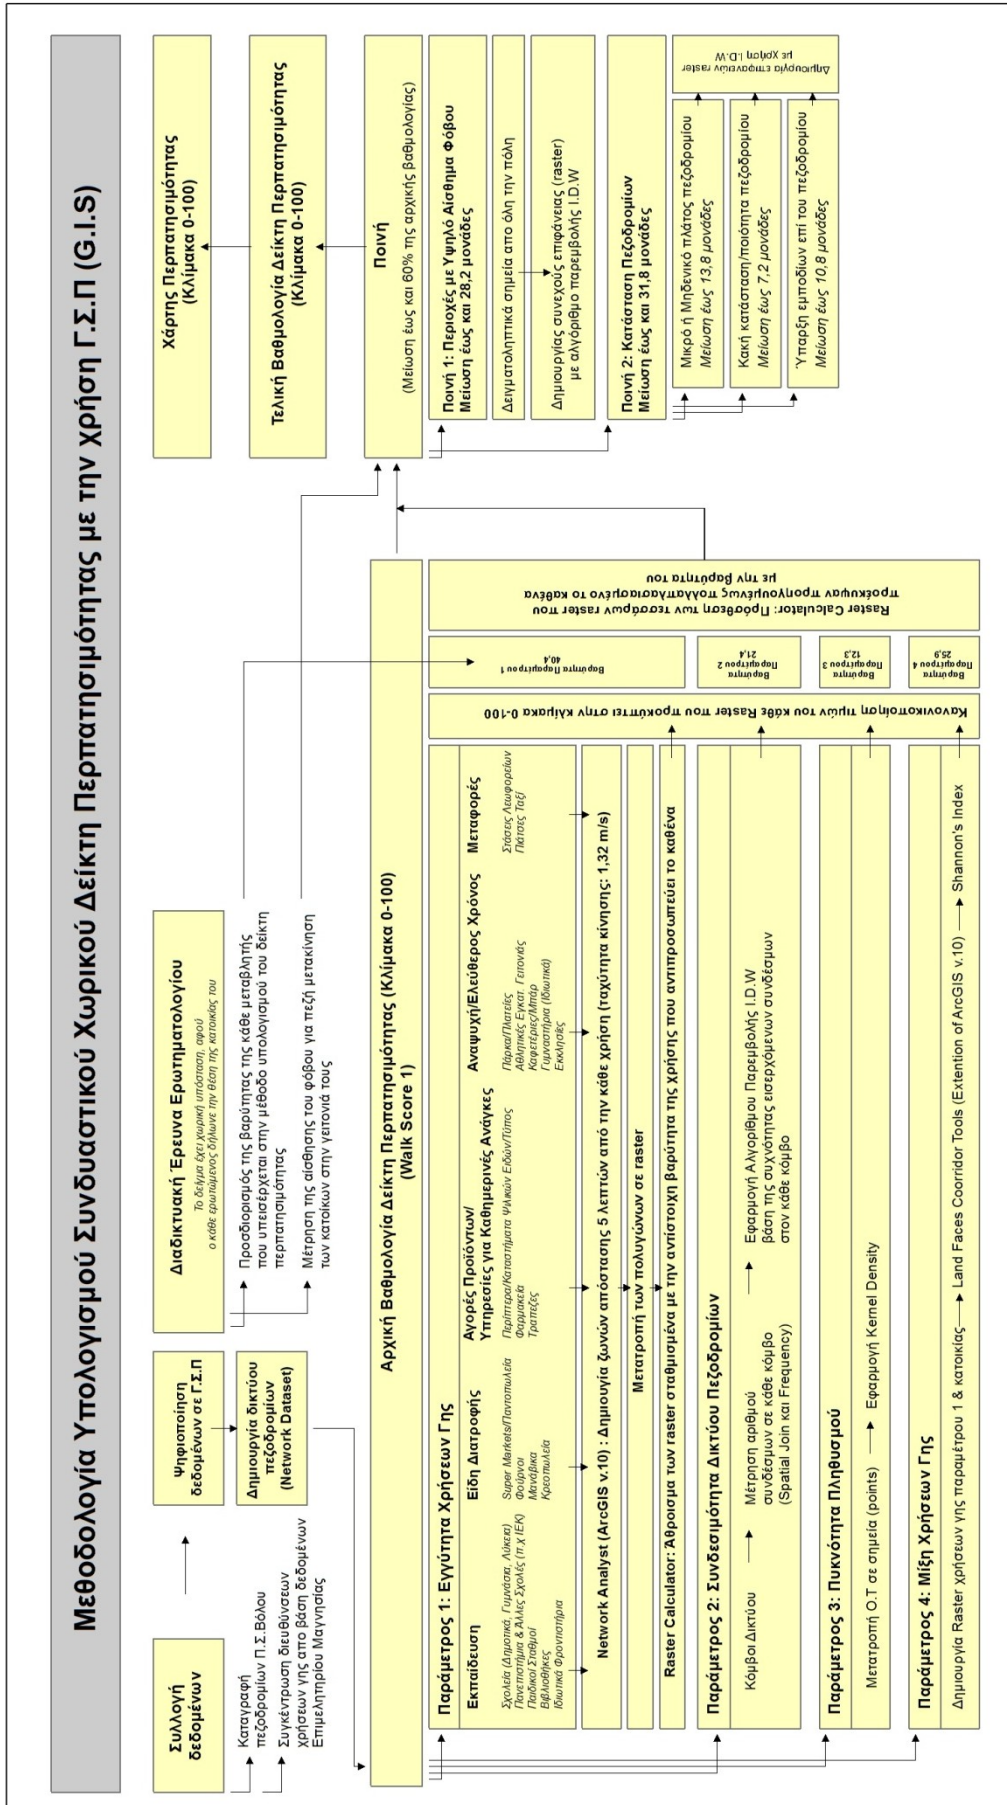 Μεθοδολογία Υπολογισμού Συνδυαστικού Χωρικού Δείκτη Περπατησιμότητας με την χρήση Γ.Σ.Π (G.I.S)
Συλλογή
δεδομένων
Καταγραφή
πεζοδρομίων Π.Σ.Βόλου
Συγκέντρωση διευθύνσεων
χρήσεων γης απο βάση δεδομένων
Επιμελητηρίου Μαγνησίας
Ψηφιοποίηση
δεδομένων σε Γ.Σ.Π
Δημιουργία δικτύου
πεζοδρομίων
(Network Dataset)
Διαδικτυακή Έρευνα Ερωτηματολογίου
Το δείγμα έχει χωρική υπόσταση, αφού
ο κάθε ερωτώμενος δήλωνε την θέση της κατοικίας του
Προσδιορισμός της βαρύτητας της κάθε μεταβλητής
που υπεισέρχεται στην μέθοδο υπολογισμού του δείκτη
περπατησιμότητας
Μέτρηση της αίσθησης του φόβου για πεζή μετακίνηση
των κατοίκων στην γειτονιά τους
Χάρτης Περπατησιμότητας
(Κλίμακα 0-100)
Τελική Βαθμολογία Δείκτη Περπατησιμότητας
(Κλίμακα 0-100)
Αρχική Βαθμολογία Δείκτη Περπατησιμότητας (Κλίμακα 0-100)
(Walk Score 1)
Παράμετρος 1: Εγγύτητα Χρήσεων Γης
Εκπαίδευση
Σχολεία (Δημοτικά, Γυμνάσια, Λύκεια)
Πανεπιστήμια & Άλλες Σχολές (π.χ ΙΕΚ)
Παιδικοί Σταθμοί
Βιβλιοθήκες
Ιδιωτικά Φροντιστήρια
Είδη Διατροφής
Super Markets/Παντοπωλεία
Φούρνοι
Μανάβικα
Κρεοπωλεία
Αγορές Προϊόντων/
Υπηρεσίες για Καθημερινές Ανάγκες
Περίπτερα/Καταστήματα Ψιλικών Ειδών/Τύπος
Φαρμακεία
Τραπεζες
Αναψυχή/Ελεύθερος Χρόνος
Πάρκα/Πλατείες
Αθλητικές Εγκατ. Γειτονιάς
Καφετέριες/Μπάρ
Γυμναστήρια (Ιδιωτικά)
Εκκλησίες
Μεταφορές
Στάσεις Λεωφορείων
Πιάτσες Ταξί
Network Analyst (ArcGIS v.10) : Δημιουγία ζωνών απόστασης 5 λεπτών από την κάθε χρήση (ταχύτητα κίνησης: 1,32 m/s)
Μετατροπή των πολυγώνων σε raster
Raster Calculator: Άθροισμα των raster σταθμισμένα με την αντίστοιχη βαρύτητα της χρήσης που αντιπροσωπεύει το καθένα
Παράμετρος 2: Συνδεσιμότητα Δικτύου Πεζοδρομίων
Κόμβοι Δικτύου
Μέτρηση αριθμού
συνδέσμων σε κάθε κόμβο
(Spatial Join και Frequency)
Εφαρμογή Αλγορίθμου Παρεμβολής I.D.W
βάση της συχνότητας εισερχόμενων συνδέσμων
στον κάθε κόμβο
Παράμετρος 3: Πυκνότητα Πληθυσμού
Μετατροπή Ο.Τ σε σημεία (points)
Εφαρμογή Kernel Density
Παράμετρος 4: Μίξη Χρήσεων Γης
Δημιουργία Raster χρήσεων γης παραμέτρου 1 & κατοικίας
Land Faces Coorridor Tools (Extention of ArcGIS v.10)
Shannon's Index
Κανονικοποίηση τιμών του κάθε Raster που προκύπτει στην κλίμακα 0-100
Βαρύτητα Παραμέτρου 1
40,4
Βαρύτητα
Παραμέτρου 2
21,4
Βαρύτητα
Παραμέτρου 3
12,3
Βαρύτητα
Παραμέτρου 4
25,9
Raster Calculator: Πρόσθεση των τεσσάρων raster που
προέκυψαν προηγουμένως πολλαπλασιασμένο το καθένα
με την βαρύτητα του
Ποινή
(Μείωση έως και 60% της αρχικής βαθμολογίας)
Ποινή 1: Περιοχές με Υψηλό Αίσθημα Φόβου
Μείωση έως και 28,2 μονάδες
Δειγματοληπτικά σημεία απο όλη την πόλη
Δημιουργίας συνεχούς επιφάνειας (raster)
με αλγόριθμο παρεμβολής I.D.W
Ποινή 2: Κατάσταση Πεζοδρομίων
Μείωση έως και 31,8 μονάδες
Μικρό ή Μηδενικό πλάτος πεζοδρομίου
Μείωση έως 13,8 μονάδες
Κακή κατάσταση/ποιότητα πεζοδρομίου
Μείωση έως 7,2 μονάδες
Ύπαρξη εμποδίων επί του πεζοδρομίου
Μείωση έως 10,8 μονάδες
Δημιουργία επιφανειών raster
με χρήση I.D.W